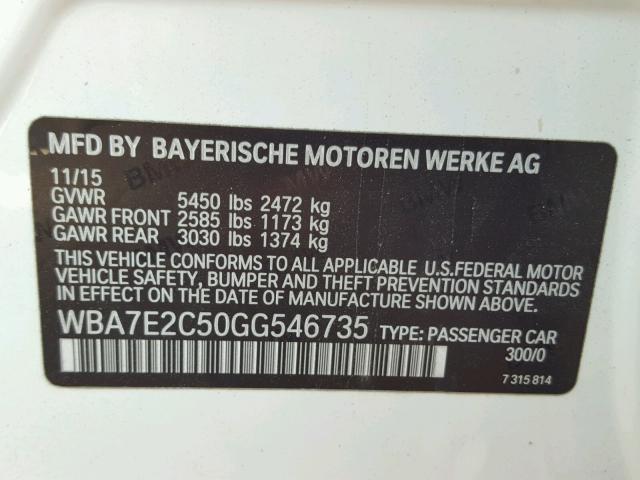 MFD BY BAYERISCHE MOTOREN WERKE AG
11/15
GVWR 5450 lbs 2472 kg
GAWR FRONT 2585 lbs 1173 kg
GAWR REAR 3030 lbs 1374 kg
THIS VEHICLE CONFORMS TO ALL APPLICABLE U.S.FEDERAL MOTOR
VEHICLE SAFETY, BUMPER AND THEFT PREVENTION STANDARDS
IN EFFECT ON THE DATE OF MANUFACTURE SHOWN ABOVE.
WBA7E2C50GG546735 TYPE: PASSENGER CAR
300/0
7 315 814